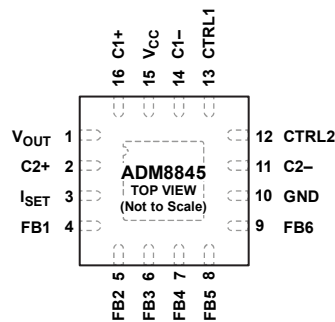 C1+
VCC
C1–
CTRL1
16
15
14
13
VOUT 1
C2+ 2
ISET 3
FB1 4
ADM8845
TOP VIEW
(Not to Scale)
12 CTRL2
11 C2–
10 GND
9 FB6
5
6
7
8
FB2
FB3
FB4
FB5